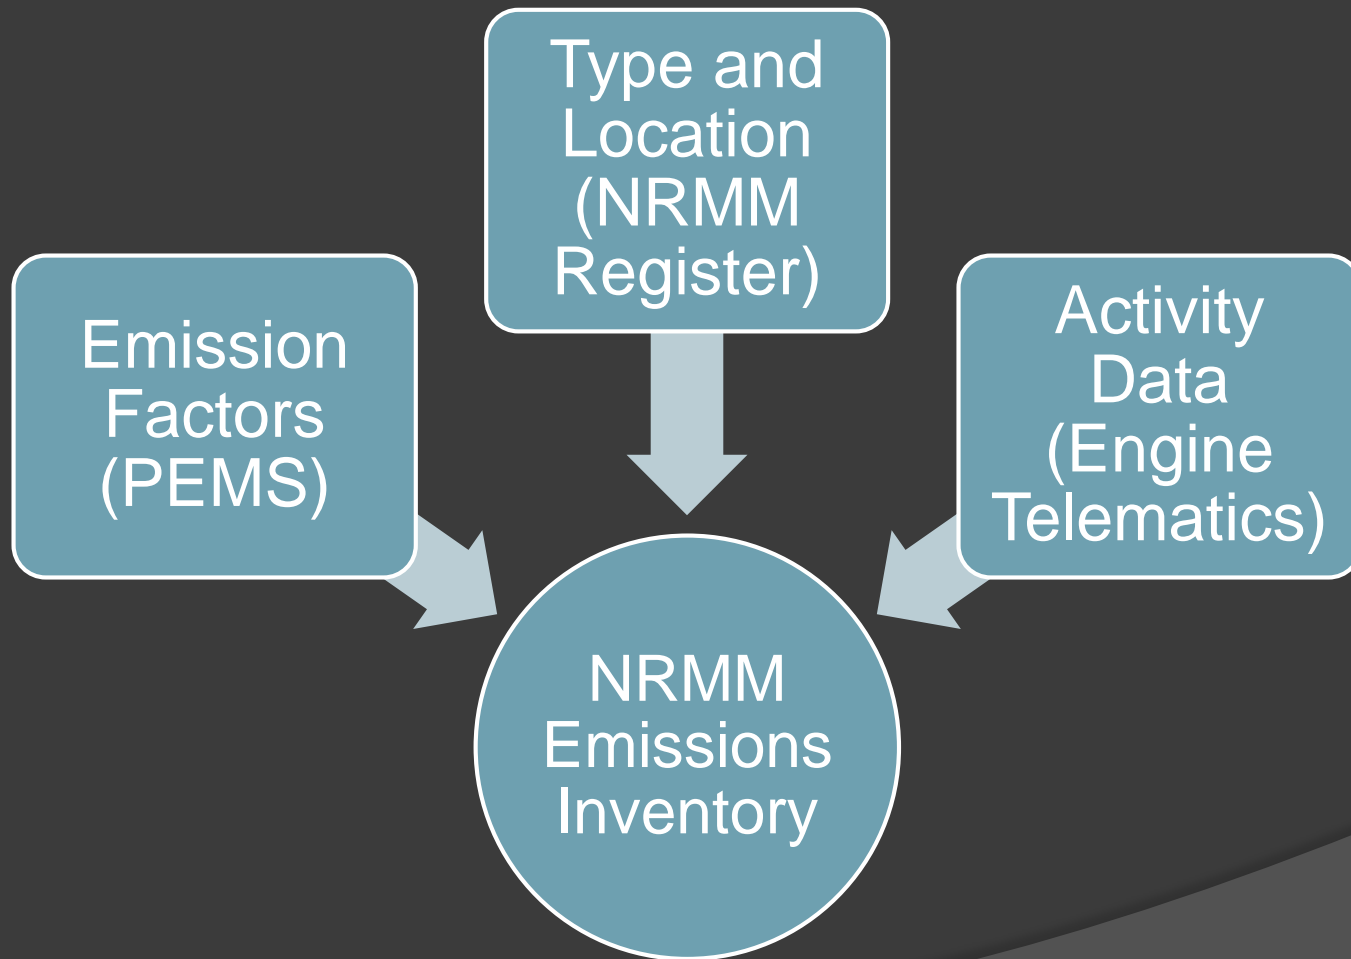 Type and
Location
(NRMM
Register)
Emission
Factors
(PEMS)
Activity
Data
(Engine
Telematics)
NRMM
Emissions
Inventory